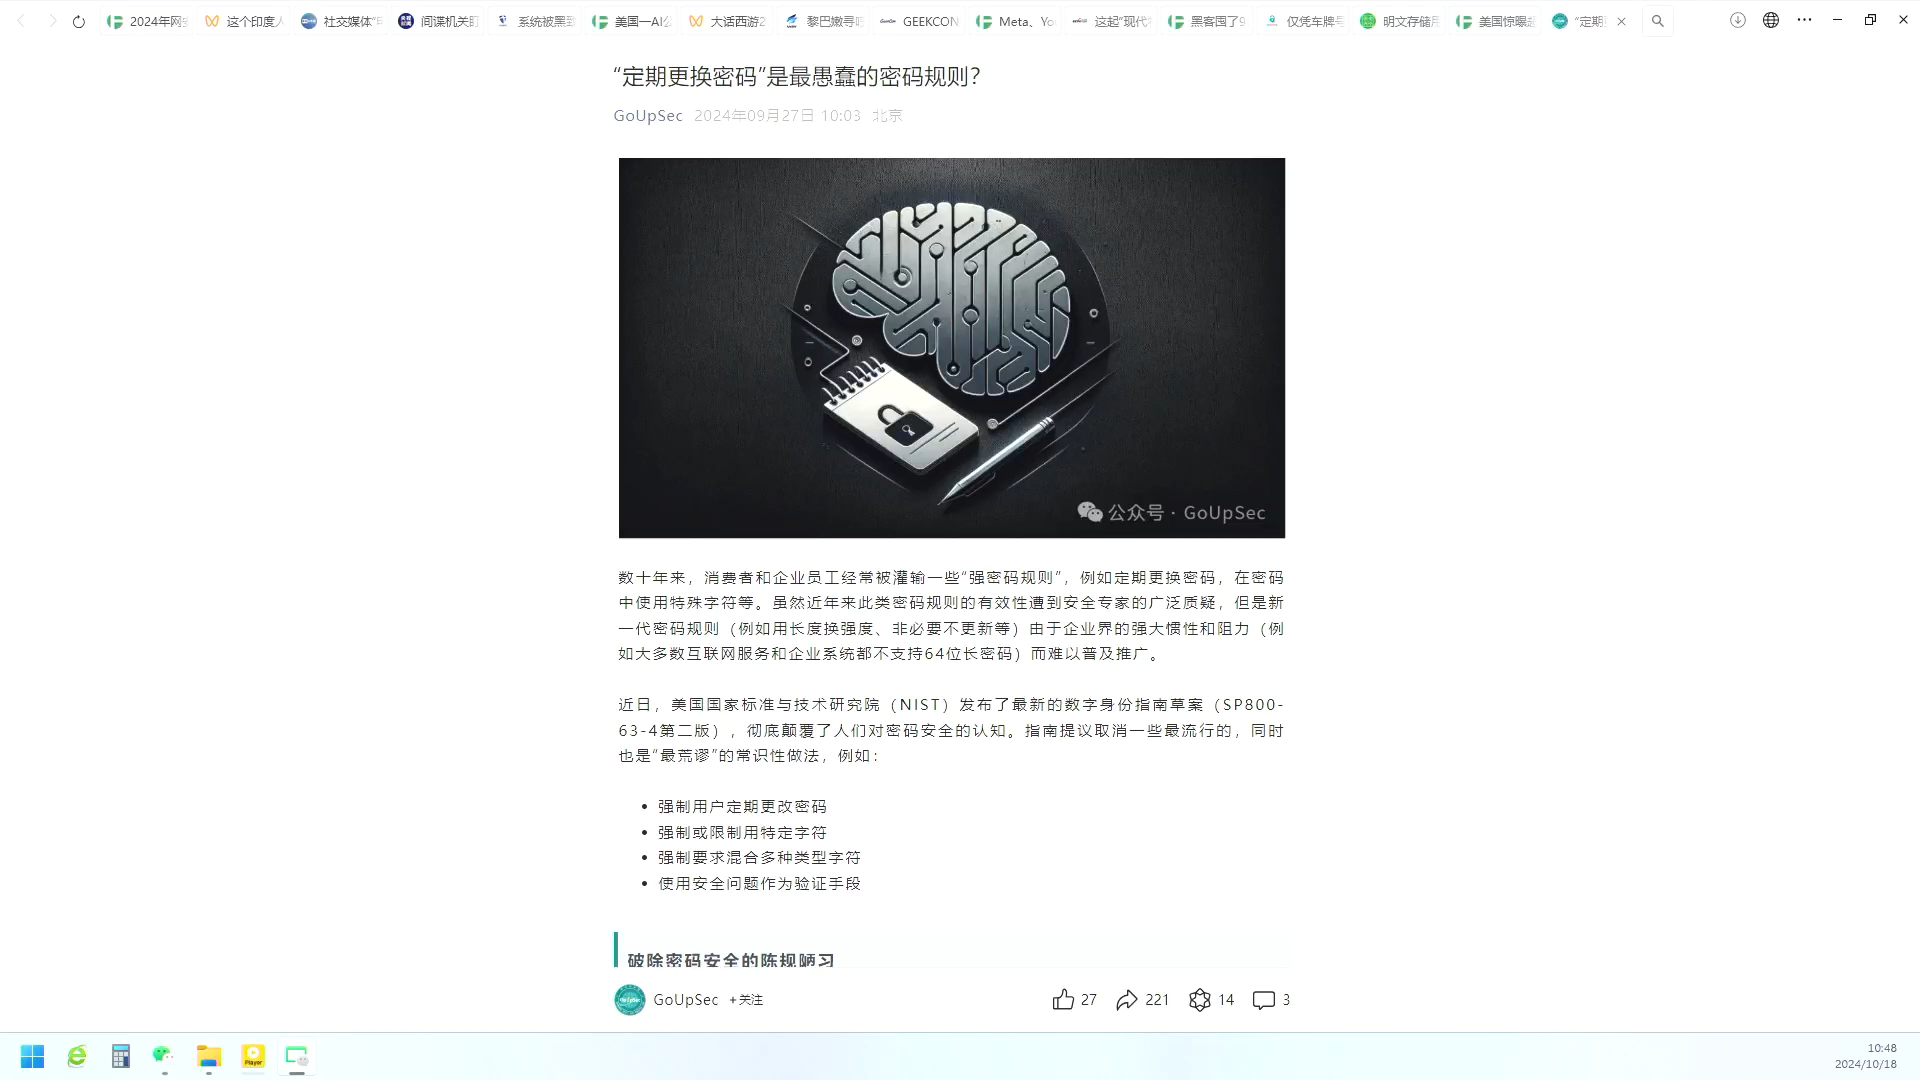 2024年网
这个印度
社交媒体“
间谍机关
系统被黑
美国一AI
大话西游2
黎巴嫩寻
GEEKCON
Meta、Yo
这起“现代
黑客囤了9
仅凭车牌号
明文存储用
美国惊曝
“定期
“定期更换密码”是最愚蠢的密码规则？
GoUpSec 2024年09月27日 10:03 北京
公众号 · GoUpSec
数十年来，消费者和企业员工经常被灌输一些“强密码规则”，例如定期更换密码，在密码
中使用特殊字符等。虽然近年来此类密码规则的有效性遭到安全专家的广泛质疑，但是新
一代密码规则（例如用长度换强度、非必要不更新等）由于企业界的强大惯性和阻力（例
如大多数互联网服务和企业系统都不支持64位长密码）而难以普及推广。
近日，美国国家标准与技术研究院（NIST）发布了最新的数字身份指南草案（SP800-
63-4第二版），彻底颠覆了人们对密码安全的认知。指南提议取消一些最流行的，同时
也是“最荒谬”的常识性做法，例如：
• 强制用户定期更改密码
• 强制或限制用特定字符
• 强制要求混合多种类型字符
• 使用安全问题作为验证手段
破除密码安全的陈规陋习
GoUpSec +关注 27 221 14 3
Player
10:48
2024/10/18